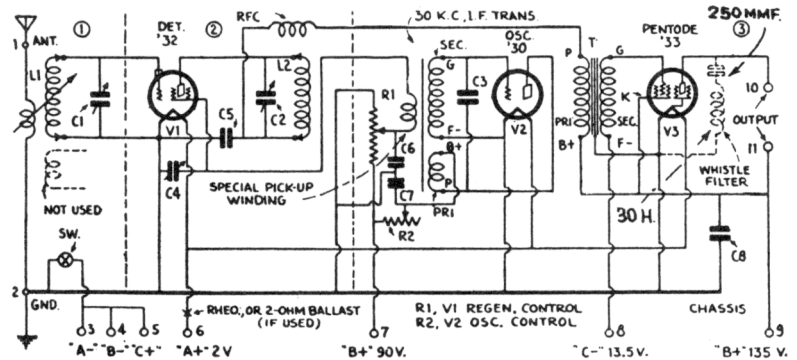 RFC
30 K.C. I.F. TRANS.
250 MMF.
①
DET.
'32
②
OSC.
'30
PENTODE
'33
③
1
ANT.
L1
C1
V1
C5
L2
C2
R1
SEC.
G
C3
V2
P
T
G
K
V3
10
OUTPUT
11
F-
B+
PRI
B+
SEC.
F-
C6
C7
C4
SPECIAL PICK-UP
WINDING
P
PRI
WHISTLE
FILTER
NOT USED
30 H.
SW.
R2
C8
2
GND.
RHEO., OR 2-OHM BALLAST
(IF USED)
R1, V1 REGEN. CONTROL
R2, V2 OSC. CONTROL
CHASSIS
3
4
5
6
7
8
9
"A-"
"B-"
"C+"
"A+" 2 V
"B+" 90 V.
"C-" 13.5 V.
"B+" 135 V.